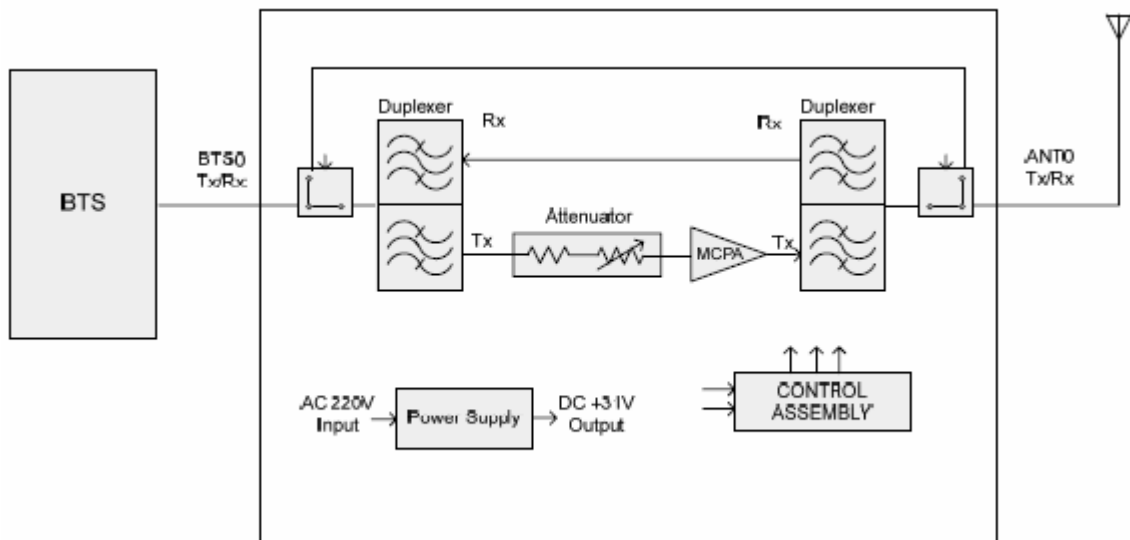 BTS
BTS0
Tx/Rx
Duplexer
Rx
Tx
Attenuator
MCPA
Rx
Tx
Duplexer
ANT0
Tx/Rx
AC 220V
Input
Power Supply
DC +31V
Output
CONTROL
ASSEMBLY